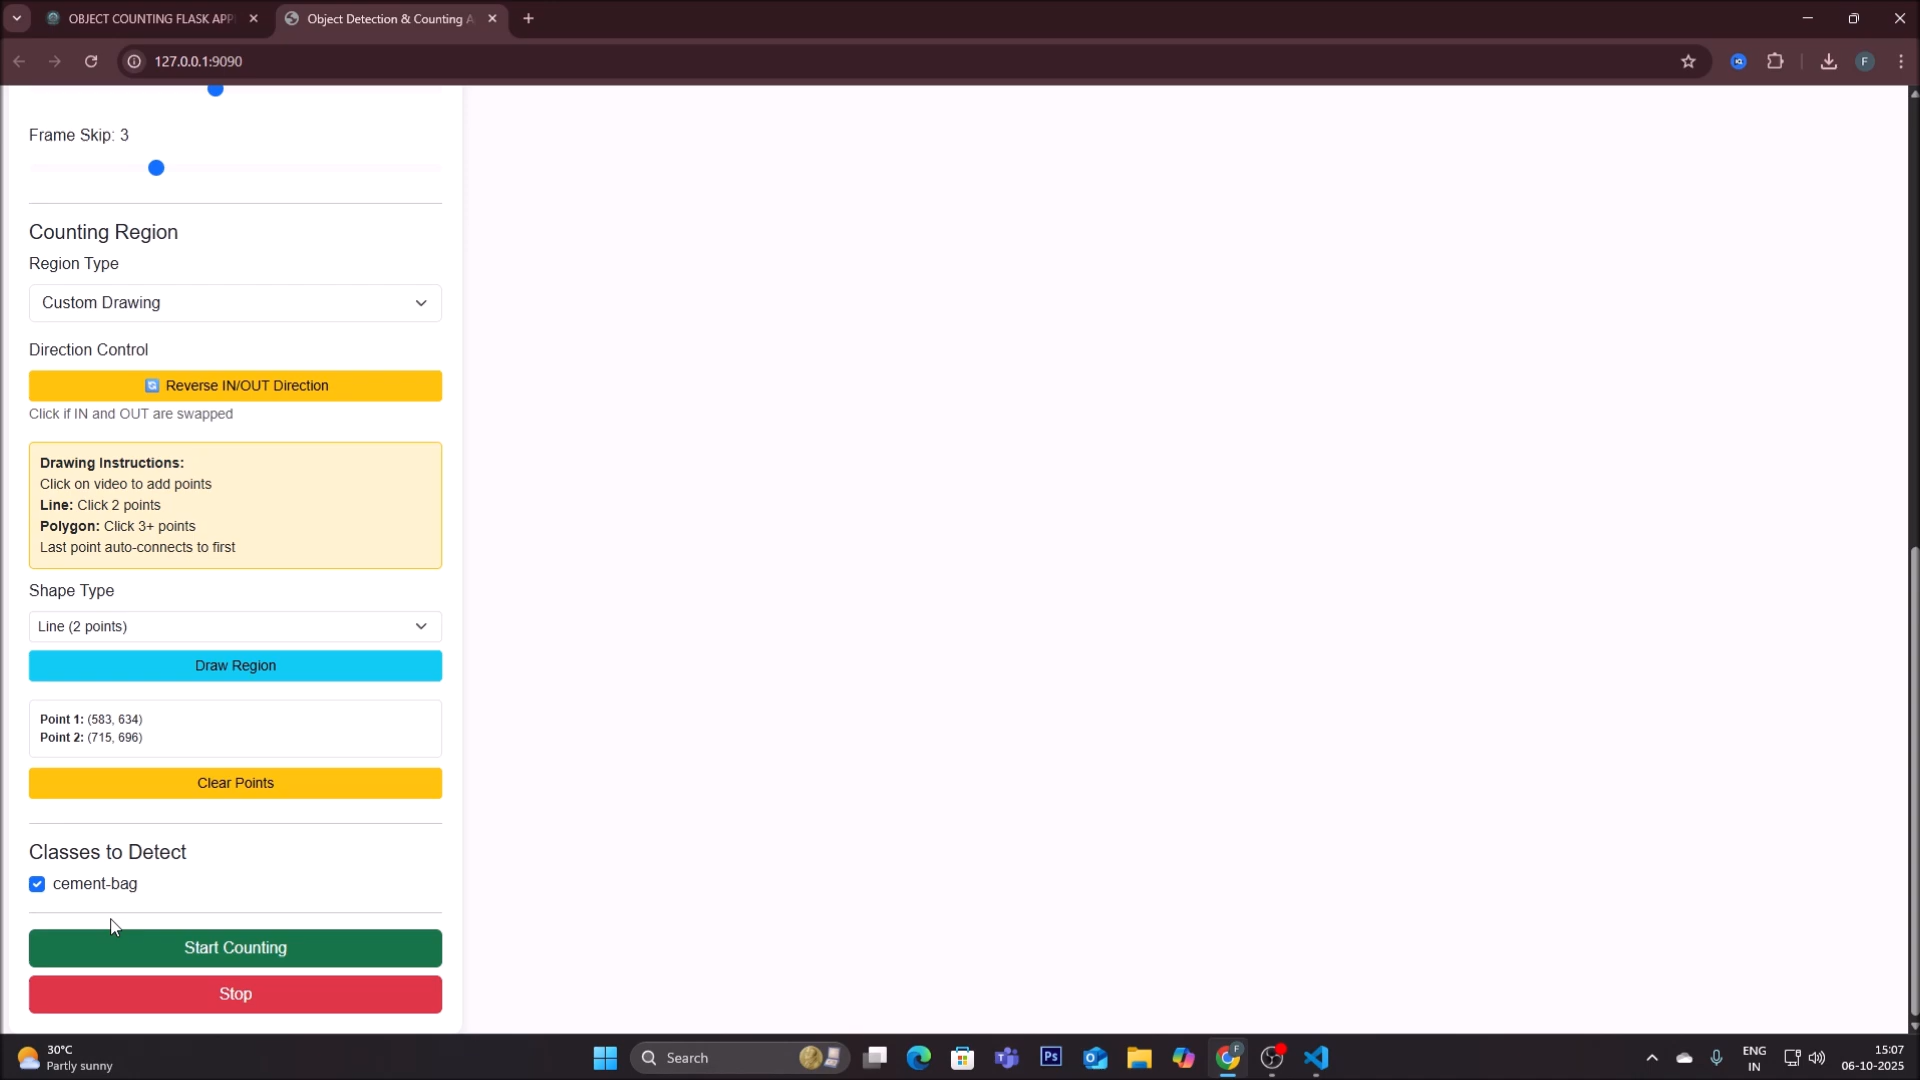 OBJECT COUNTING FLASK APP
Object Detection & Counting A
127.0.0.1:9090
F
Frame Skip: 3
Counting Region
Region Type
Custom Drawing
Direction Control
Reverse IN/OUT Direction
Click if IN and OUT are swapped
Drawing Instructions:
Click on video to add points
Line: Click 2 points
Polygon: Click 3+ points
Last point auto-connects to first
Shape Type
Line (2 points)
Draw Region
Point 1: (583, 634)
Point 2: (715, 696)
Clear Points
Classes to Detect
cement-bag
Start Counting
Stop
30°C
Partly sunny
Search
Ps
F
ENG
IN
15:07
06-10-2025